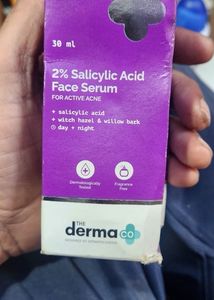 30 ml
2% Salicylic Acid
Face Serum
FOR ACTIVE ACNE
+ salicylic acid
+ witch hazel & willow bark
day + night
Dermatologically
Tested
Fragrance
Free
THE
derma co